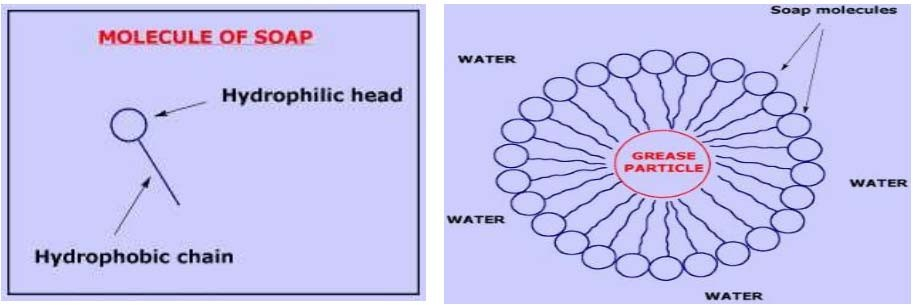 MOLECULE OF SOAP
Hydrophilic head
Hydrophobic chain
Soap molecules
WATER
GREASE
PARTICLE
WATER
WATER
WATER